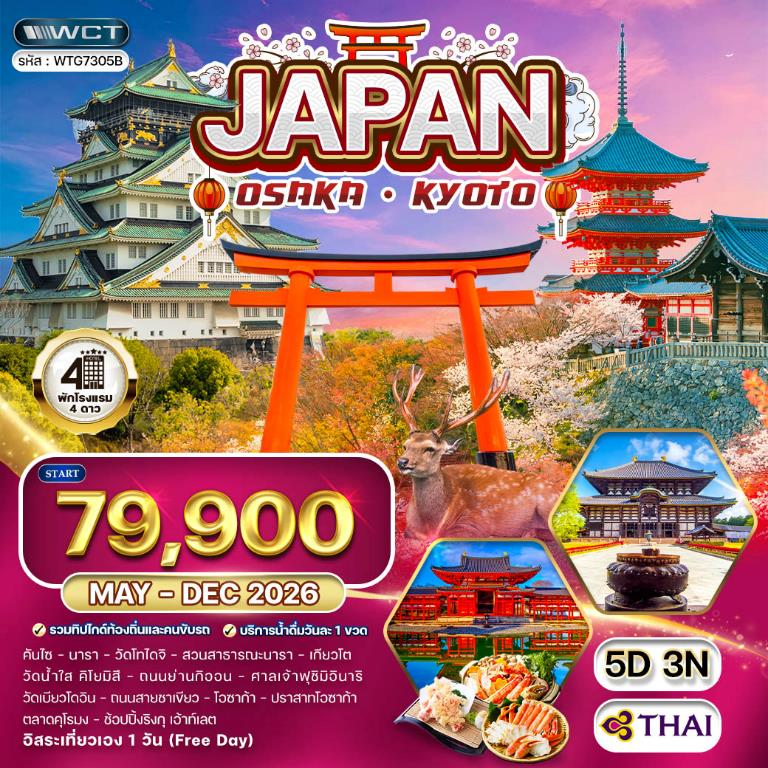 WCT
รหัส : WTG7305B
JAPAN
OSAKA • KYOTO
HOTEL
4
พักโรงแรม
4 ดาว
START
79,900
MAY - DEC 2026
รวมทิปไกด์ท้องถิ่นและคนขับรถ
บริการน้ำดื่มวันละ 1 ขวด
คันไซ - นารา - วัดโทไดจิ - สวนสาธารณะนารา - เกียวโต
วัดน้ำใส คิโยมิสึ - ถนนย่านกิออน - ศาลเจ้าฟูชิมิอินาริ
วัดเบียวโดอิน - ถนนสายชาเขียว - โอซาก้า - ปราสาทโอซาก้า
ตลาดคุโรมง - ช้อปปิ้งริงกุ เอ้าท์เลต
อิสระเที่ยวเอง 1 วัน (Free Day)
5D 3N
THAI